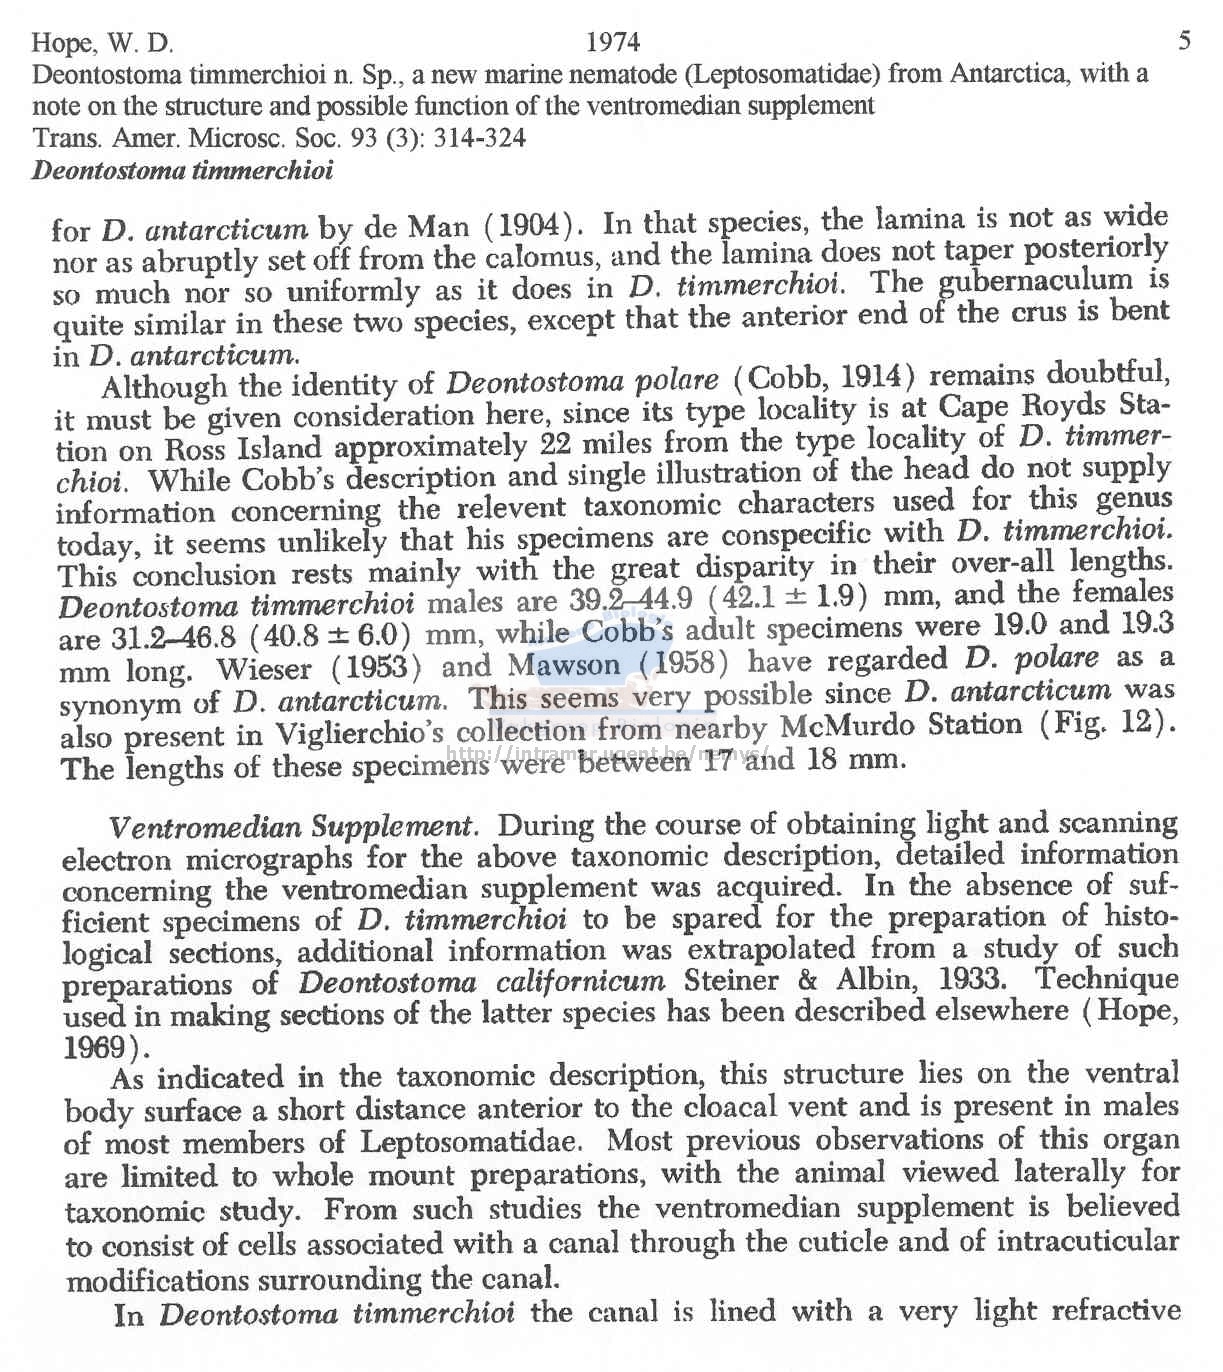 Hope, W. D. 1974 5
Deontostoma timmerchioi n. Sp., a new marine nematode (Leptosomatidae) from Antarctica, with a
note on the structure and possible function of the ventromedian supplement
Trans. Amer. Microsc. Soc. 93 (3): 314-324
Deontostoma timmerchioi
for D. antarcticum by de Man (1904). In that species, the lamina is not as wide
nor as abruptly set off from the calomus, and the lamina does not taper posteriorly
so much nor so uniformly as it does in D. timmerchioi. The gubernaculum is
quite similar in these two species, except that the anterior end of the crus is bent
in D. antarcticum.
Although the identity of Deontostoma polare (Cobb, 1914) remains doubtful,
it must be given consideration here, since its type locality is at Cape Royds Sta-
tion on Ross Island approximately 22 miles from the type locality of D. timmer-
chioi. While Cobb's description and single illustration of the head do not supply
information concerning the relevent taxonomic characters used for this genus
today, it seems unlikely that his specimens are conspecific with D. timmerchioi.
This conclusion rests mainly with the great disparity in their over-all lengths.
Deontostoma timmerchioi males are 39.2–44.9 (42.1 ± 1.9) mm, and the females
are 31.2–46.8 (40.8 ± 6.0) mm, while Cobb's adult specimens were 19.0 and 19.3
mm long. Wieser (1953) and Mawson (1958) have regarded D. polare as a
synonym of D. antarcticum. This seems very possible since D. antarcticum was
also present in Viglierchio's collection from nearby McMurdo Station (Fig. 12).
http://intramar.ugent.be/nemys/
The lengths of these specimens were between 17 and 18 mm.
Ventromedian Supplement. During the course of obtaining light and scanning
electron micrographs for the above taxonomic description, detailed information
concerning the ventromedian supplement was acquired. In the absence of suf-
ficient specimens of D. timmerchioi to be spared for the preparation of histo-
logical sections, additional information was extrapolated from a study of such
preparations of Deontostoma californicum Steiner & Albin, 1933. Technique
used in making sections of the latter species has been described elsewhere (Hope,
1969).
As indicated in the taxonomic description, this structure lies on the ventral
body surface a short distance anterior to the cloacal vent and is present in males
of most members of Leptosomatidae. Most previous observations of this organ
are limited to whole mount preparations, with the animal viewed laterally for
taxonomic study. From such studies the ventromedian supplement is believed
to consist of cells associated with a canal through the cuticle and of intracuticular
modifications surrounding the canal.
In Deontostoma timmerchioi the canal is lined with a very light refractive